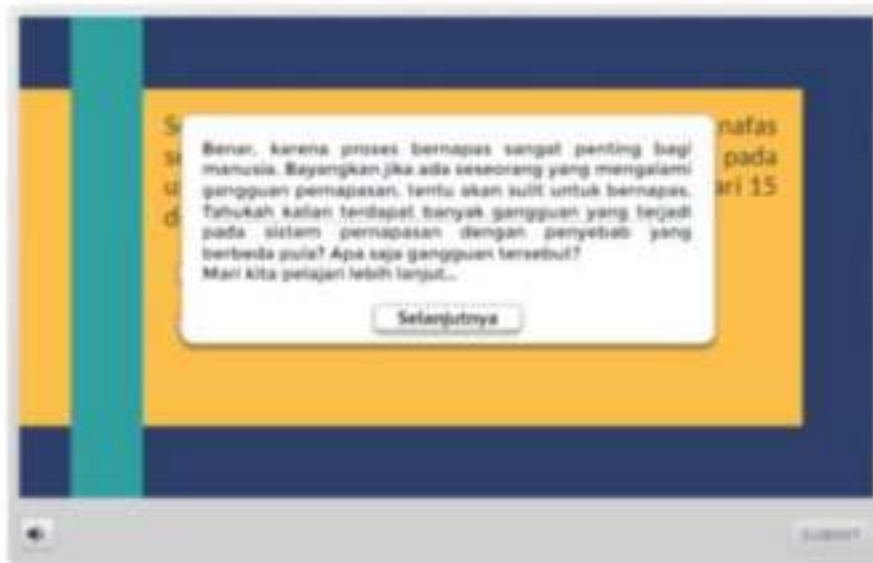 nafas
pada
ari 15
Benar, karena proses bernapas sangat penting bagi
manusia. Bayangkan jika ada seseorang yang mengalami
gangguan pernapasan, tentu akan sulit untuk bernapas.
Tahukah kalian terdapat banyak gangguan yang terjadi
pada sistem pernapasan dengan penyebab yang
berbeda pula? Apa saja gangguan tersebut?
Mari kita pelajari lebih lanjut...
Selanjutnya
SUBMIT